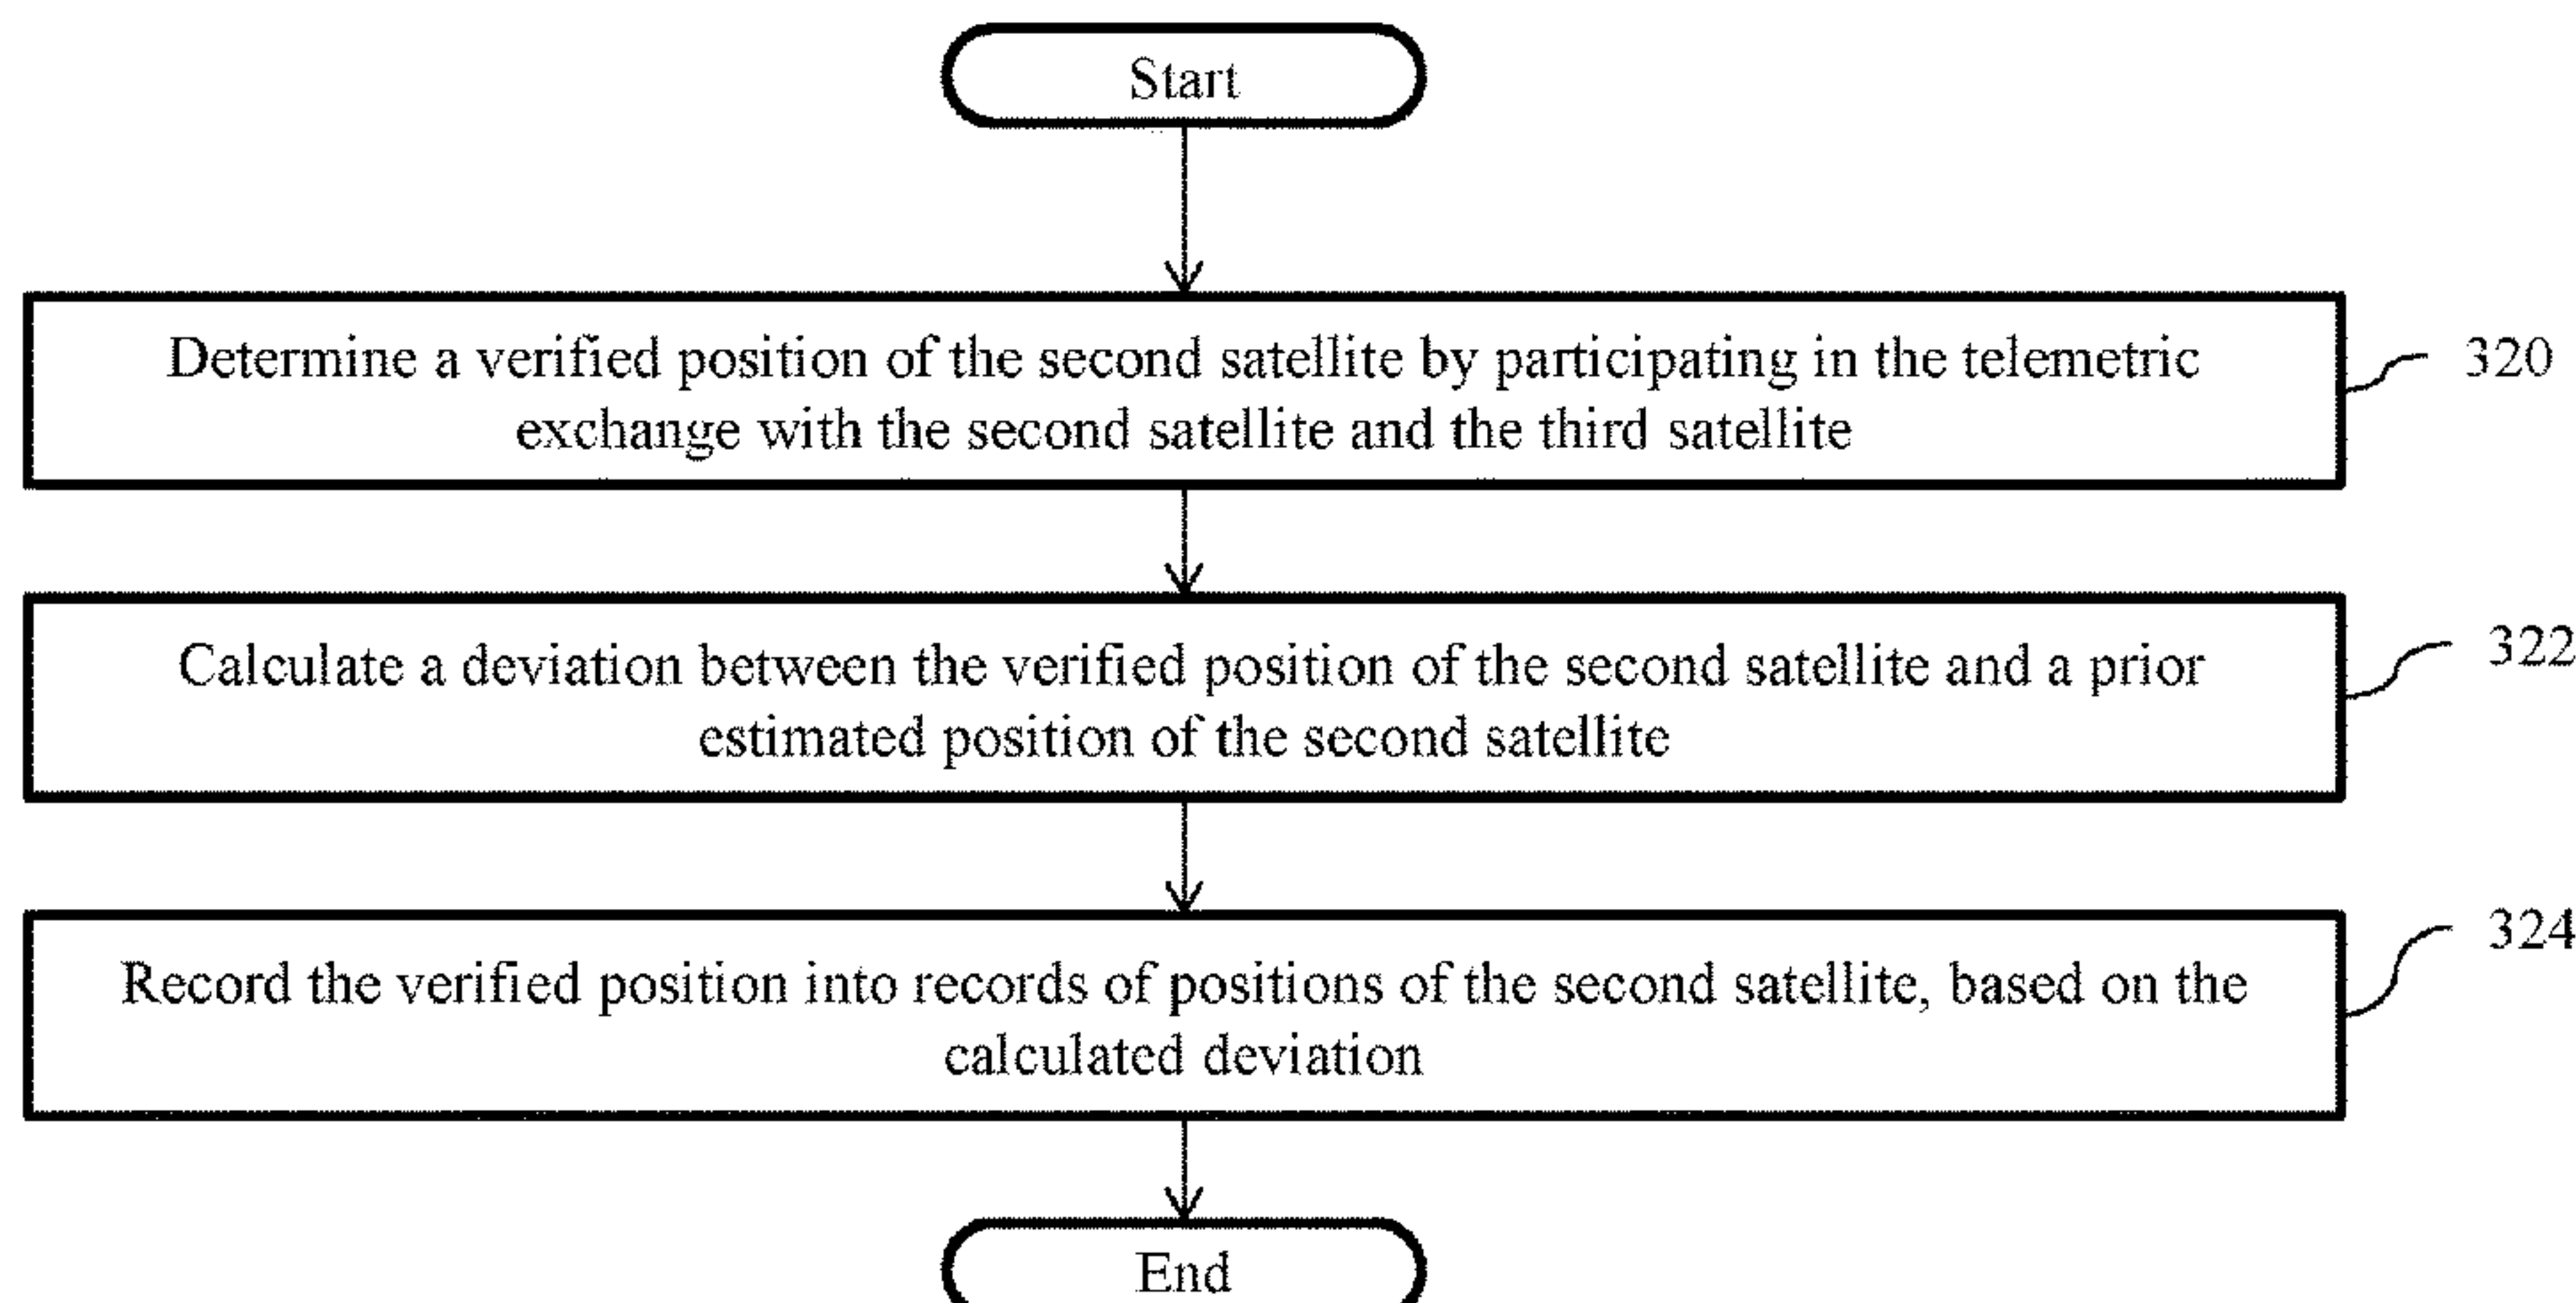 Start
Determine a verified position of the second satellite by participating in the telemetric
exchange with the second satellite and the third satellite
320
Calculate a deviation between the verified position of the second satellite and a prior
estimated position of the second satellite
322
Record the verified position into records of positions of the second satellite, based on the
calculated deviation
324
End